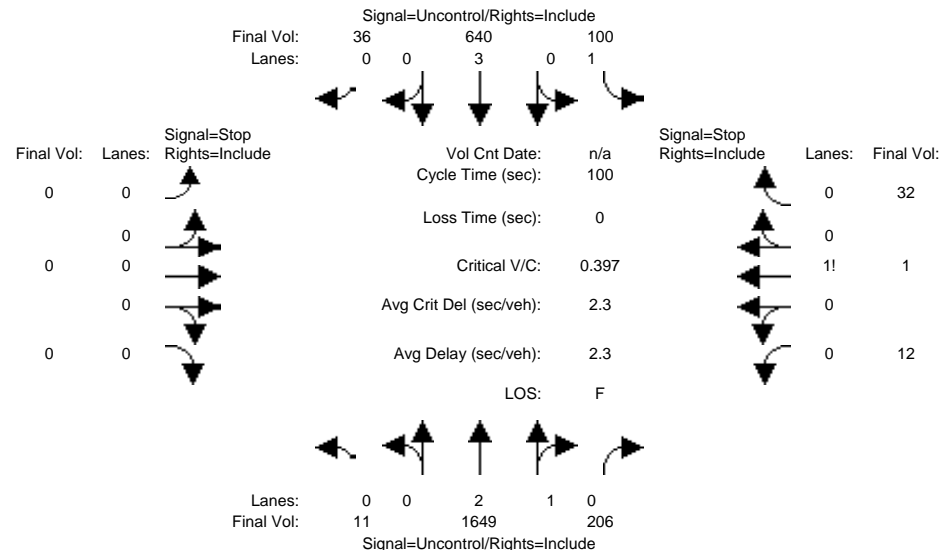 Signal=Uncontrol/Rights=Include
Final Vol: 36 640 100
Lanes: 0 0 3 0 1
Signal=Stop Signal=Stop
Final Vol: Lanes: Rights=Include Vol Cnt Date: n/a Rights=Include Lanes: Final Vol:
Cycle Time (sec): 100
0 0 0 32
Loss Time (sec): 0
0 0
0 0 Critical V/C: 0.397 1! 1
0 Avg Crit Del (sec/veh): 2.3 0
0 0 Avg Delay (sec/veh): 2.3 0 12
LOS: F
Lanes: 0 0 2 1 0
Final Vol: 11 1649 206
Signal=Uncontrol/Rights=Include